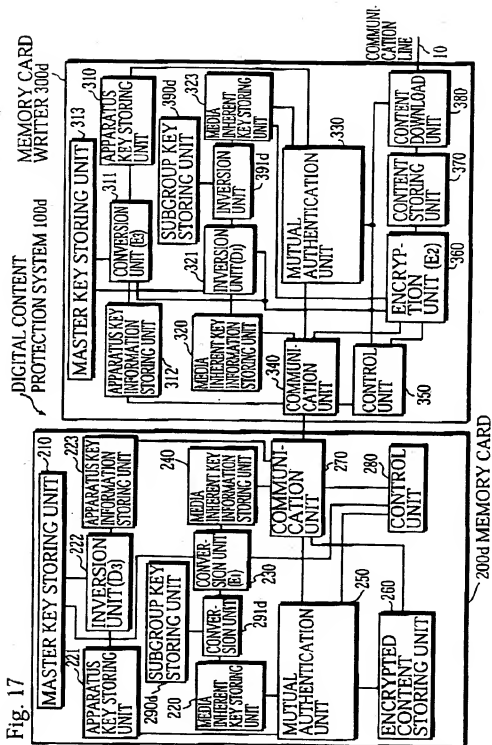 Fig. 17
DIGITAL CONTENT
PROTECTION SYSTEM 100d
210
MASTER KEY STORING UNIT
221
APPARATUS
KEY STORING
UNIT
222
INVERSION
UNIT(D3)
223
APPARATUS KEY
INFORMATION
STORING UNIT
290d
SUBGROUP KEY
STORING UNIT
240
MEDIA
INHERENT KEY
INFORMATION
STORING UNIT
220
MEDIA
INHERENT KEY
STORING UNIT
CONVER-
SION UNIT
291d
CONVER-
SION UNIT
(E1)
230
MUTUAL
AUTHENTICATION
UNIT
250
COMMUNI-
CATION
UNIT
270
ENCRYPTED
CONTENT
STORING UNIT
260
280
CONTROL
UNIT
200d MEMORY CARD
MEMORY CARD
WRITER 300d
313
MASTER KEY STORING UNIT
312
APPARATUS KEY
INFORMATION
STORING UNIT
311
CONVERSION
UNIT (E3)
310
APPARATUS
KEY STORING
UNIT
390d
SUBGROUP KEY
STORING UNIT
320
MEDIA
INHERENT KEY
INFORMATION
STORING UNIT
321
INVERSION
UNIT(D1)
391d
INVERSION
UNIT
323
MEDIA
INHERENT KEY
STORING UNIT
340
COMMUNI-
CATION
UNIT
MUTUAL
AUTHENTICATION
UNIT
330
CONTROL
UNIT
350
ENCRYP-
TION
UNIT (E2)
360
CONTENT
STORING
UNIT
370
CONTENT
DOWNLOAD
UNIT
380
COMMUNI-
CATION
LINE
10